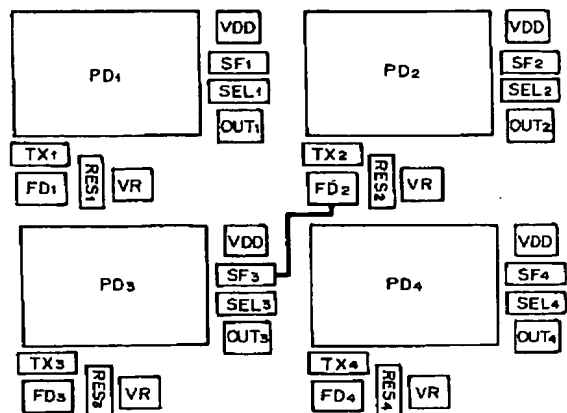 PD1
VDD
SF1
SEL1
OUT1
TX1
FD1
RES1
VR
PD2
VDD
SF2
SEL2
OUT2
TX2
FD2
RES2
VR
PD3
VDD
SF3
SEL3
OUT3
TX3
FD3
RES3
VR
PD4
VDD
SF4
SEL4
OUT4
TX4
FD4
RES4
VR